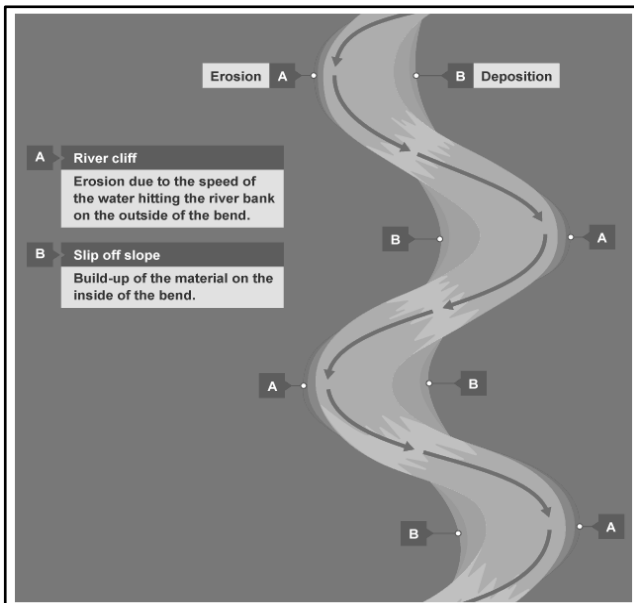 Erosion A
B Deposition
A River cliff
Erosion due to the speed of
the water hitting the river bank
on the outside of the bend.
B A
B Slip off slope
Build-up of the material on the
inside of the bend.
A B
B A